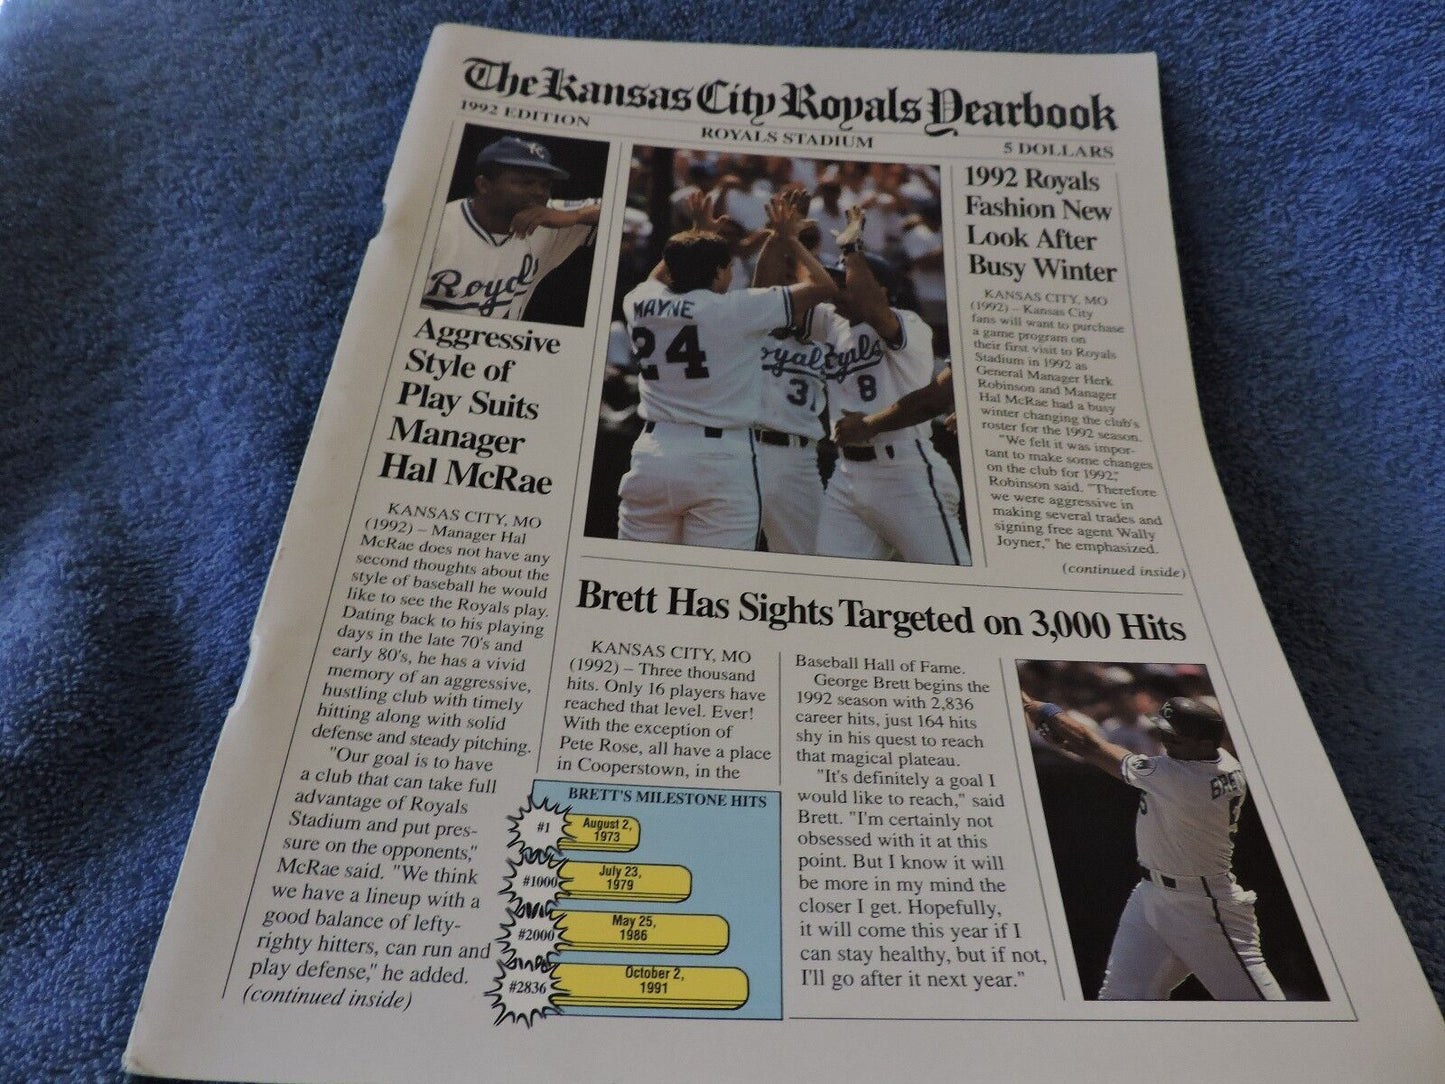 The Kansas City Royals Yearbook
1992 EDITION
ROYALS STADIUM
5 DOLLARS
Royals
Aggressive
Style of
Play Suits
Manager
Hal McRae
KANSAS CITY, MO
(1992) – Manager Hal
McRae does not have any
second thoughts about the
style of baseball he would
like to see the Royals play.
Dating back to his playing
days in the late 70's and
early 80's, he has a vivid
memory of an aggressive,
hustling club with timely
hitting along with solid
defense and steady pitching.
"Our goal is to have
a club that can take full
advantage of Royals
Stadium and put pres-
sure on the opponents,"
McRae said. "We think
we have a lineup with a
good balance of lefty-
righty hitters, can run and
play defense," he added.
(continued inside)
MAYNE
24
31
8
1992 Royals
Fashion New
Look After
Busy Winter
KANSAS CITY, MO
(1992) – Kansas City
fans will want to purchase
a game program on
their first visit to Royals
Stadium in 1992 as
General Manager Herk
Robinson and Manager
Hal McRae had a busy
winter changing the club's
roster for the 1992 season.
"We felt it was impor-
tant to make some changes
on the club for 1992,"
Robinson said. "Therefore
we were aggressive in
making several trades and
signing free agent Wally
Joyner," he emphasized.
(continued inside)
Brett Has Sights Targeted on 3,000 Hits
KANSAS CITY, MO
(1992) – Three thousand
hits. Only 16 players have
reached that level. Ever!
With the exception of
Pete Rose, all have a place
in Cooperstown, in the
Baseball Hall of Fame.
George Brett begins the
1992 season with 2,836
career hits, just 164 hits
shy in his quest to reach
that magical plateau.
"It's definitely a goal I
would like to reach," said
Brett. "I'm certainly not
obsessed with it at this
point. But I know it will
be more in my mind the
closer I get. Hopefully,
it will come this year if I
can stay healthy, but if not,
I'll go after it next year."
BRETT'S MILESTONE HITS
#1
August 2,
1973
#1000
July 23,
1979
#2000
May 25,
1986
#2836
October 2,
1991